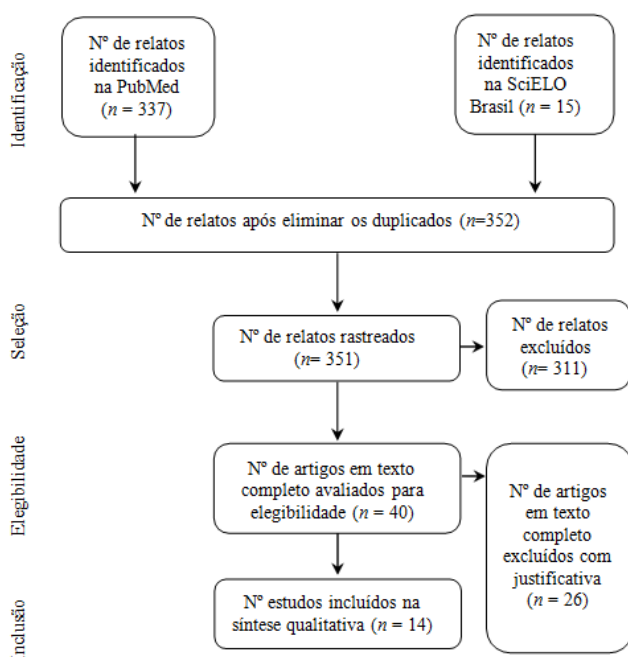 Identificação
Nº de relatos
identificados
na PubMed
(n = 337)
Nº de relatos
identificados
na SciELO
Brasil (n = 15)
Nº de relatos após eliminar os duplicados (n=352)
Seleção
Nº de relatos rastreados
(n= 351)
Nº de relatos
excluídos
(n= 311)
Elegibilidade
Nº de artigos em texto
completo avaliados para
elegibilidade (n = 40)
Nº de artigos
em texto
completo
excluídos com
justificativa
(n = 26)
Inclusão
Nº estudos incluídos na
síntese qualitativa (n = 14)